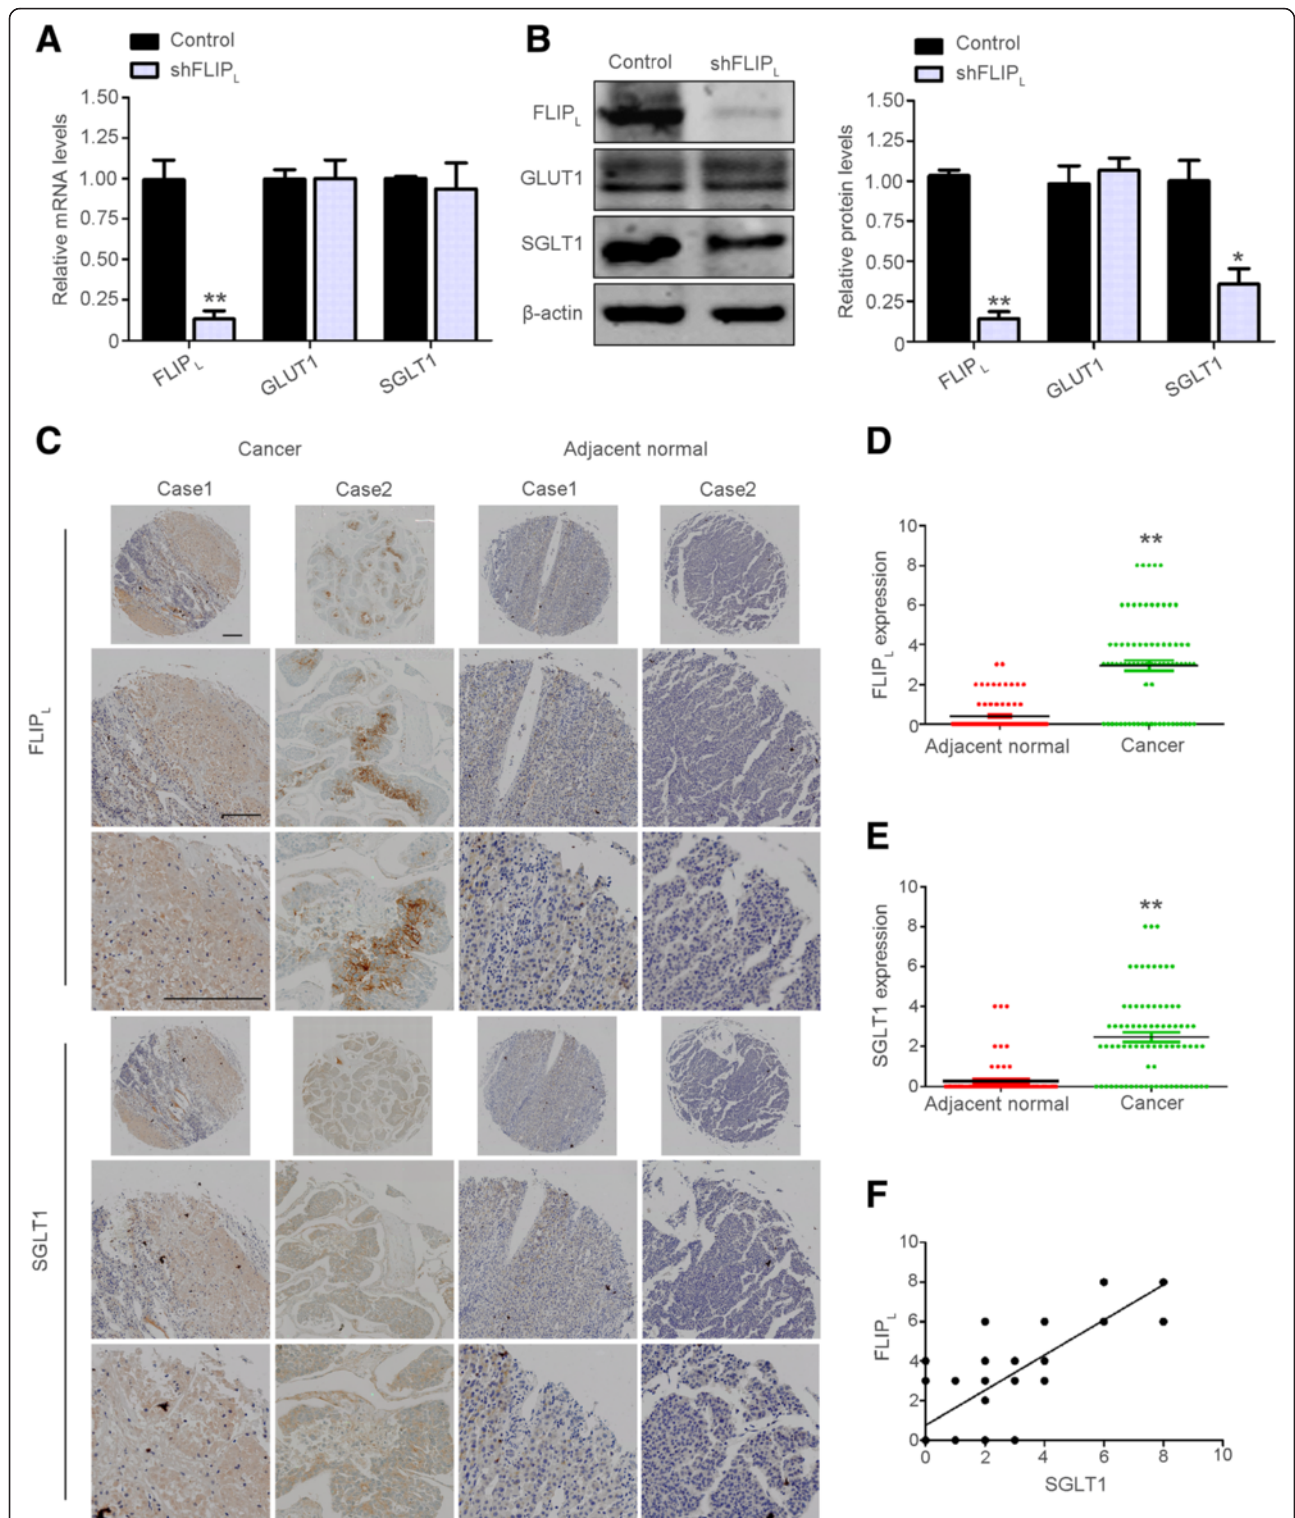 A
Control
shFLIPL
Relative mRNA levels
1.50
1.25
1.00
0.75
0.50
0.25
0
**
FLIPL
GLUT1
SGLT1
B
Control
shFLIPL
FLIPL
GLUT1
SGLT1
β-actin
Control
shFLIPL
Relative protein levels
1.50
1.25
1.00
0.75
0.50
0.25
0
**
*
FLIPL
GLUT1
SGLT1
C
Cancer
Adjacent normal
Case1
Case2
Case1
Case2
FLIPL
SGLT1
D
FLIPL expression
10
8
6
4
2
0
**
Adjacent normal
Cancer
E
SGLT1 expression
10
8
6
4
2
0
**
Adjacent normal
Cancer
F
FLIPL
10
8
6
4
2
0
0 2 4 6 8 10
SGLT1